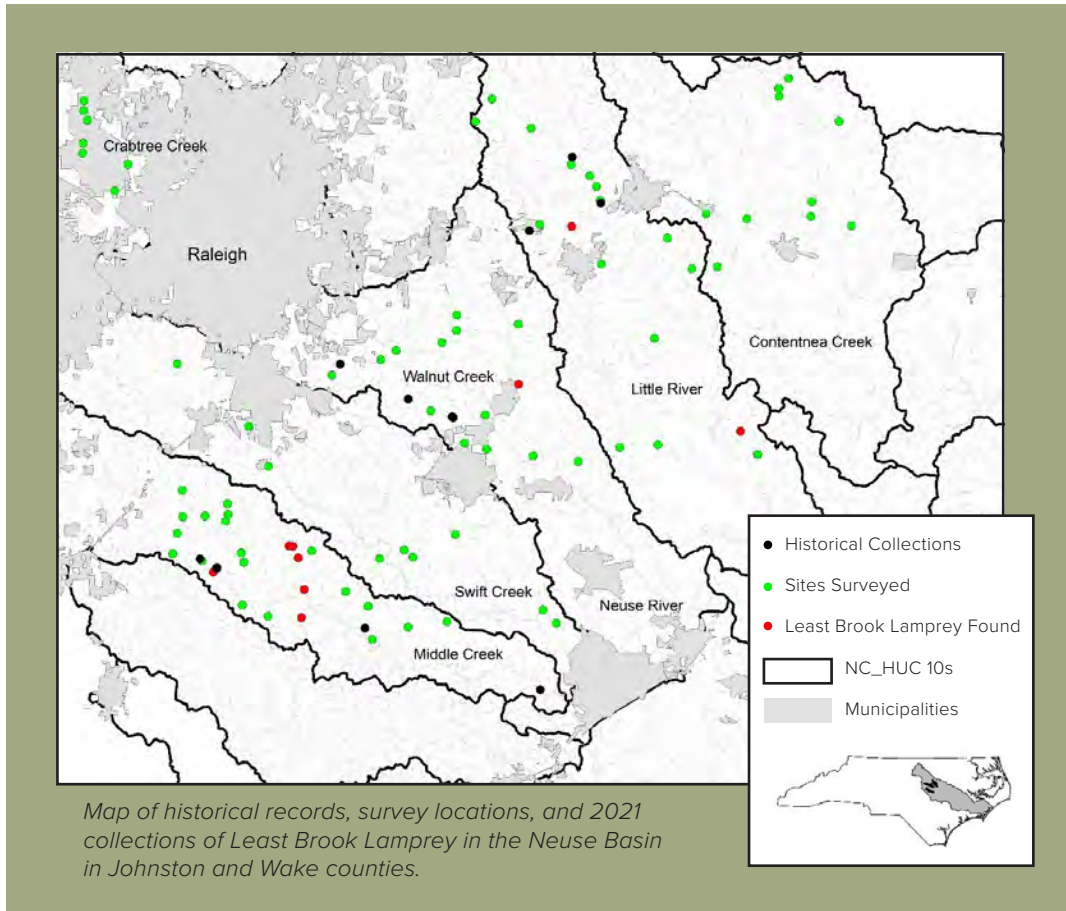 Crabtree Creek
Raleigh
Walnut Creek
Contentnea Creek
Little River
Swift Creek
Neuse River
Middle Creek
Historical Collections
Sites Surveyed
Least Brook Lamprey Found
NC_HUC 10s
Municipalities
Map of historical records, survey locations, and 2021
collections of Least Brook Lamprey in the Neuse Basin
in Johnston and Wake counties.